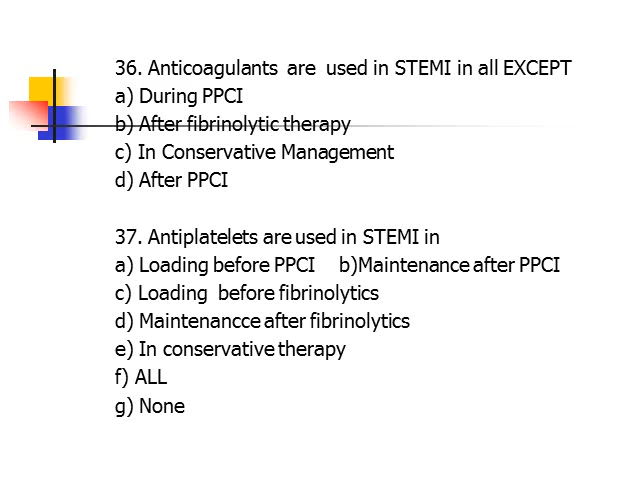 36. Anticoagulants are used in STEMI in all EXCEPT
a) During PPCI
b) After fibrinolytic therapy
c) In Conservative Management
d) After PPCI
37. Antiplatelets are used in STEMI in
a) Loading before PPCI b)Maintenance after PPCI
c) Loading before fibrinolytics
d) Maintenancce after fibrinolytics
e) In conservative therapy
f) ALL
g) None